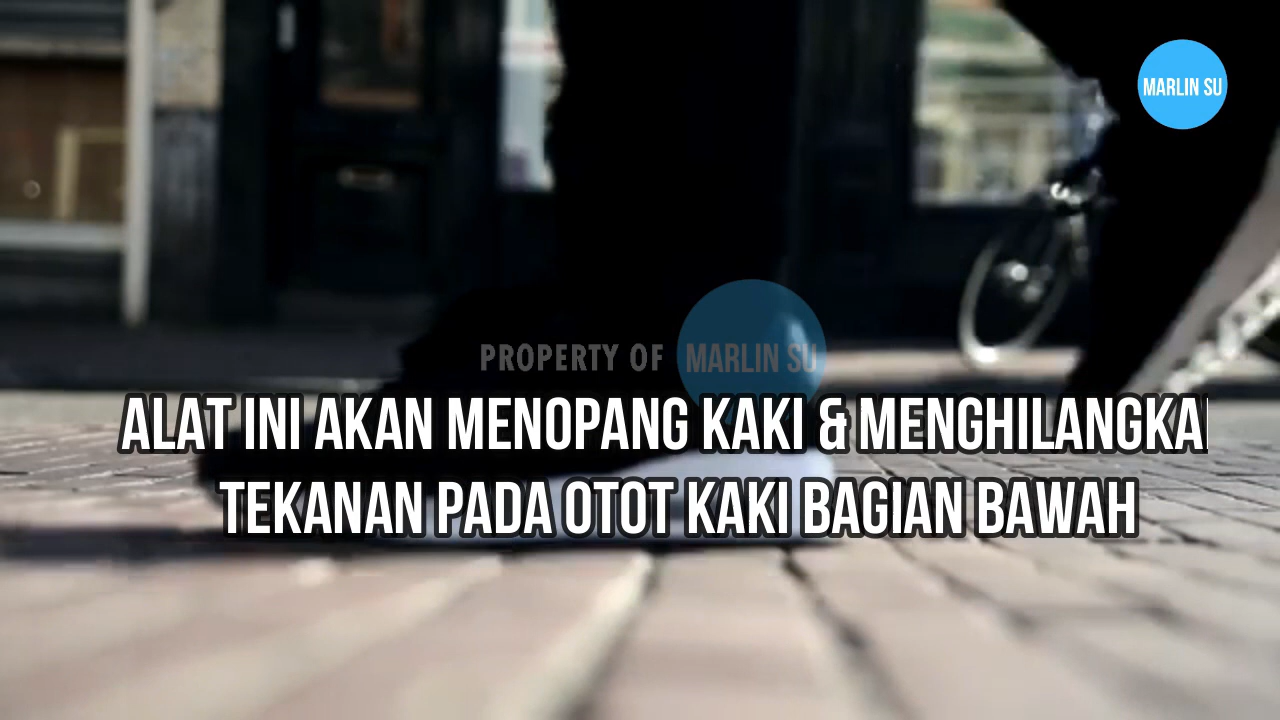 MARLIN SU
PROPERTY OF MARLIN SU
ALAT INI AKAN MENOPANG KAKI & MENGHILANGKA
TEKANAN PADA OTOT KAKI BAGIAN BAWAH